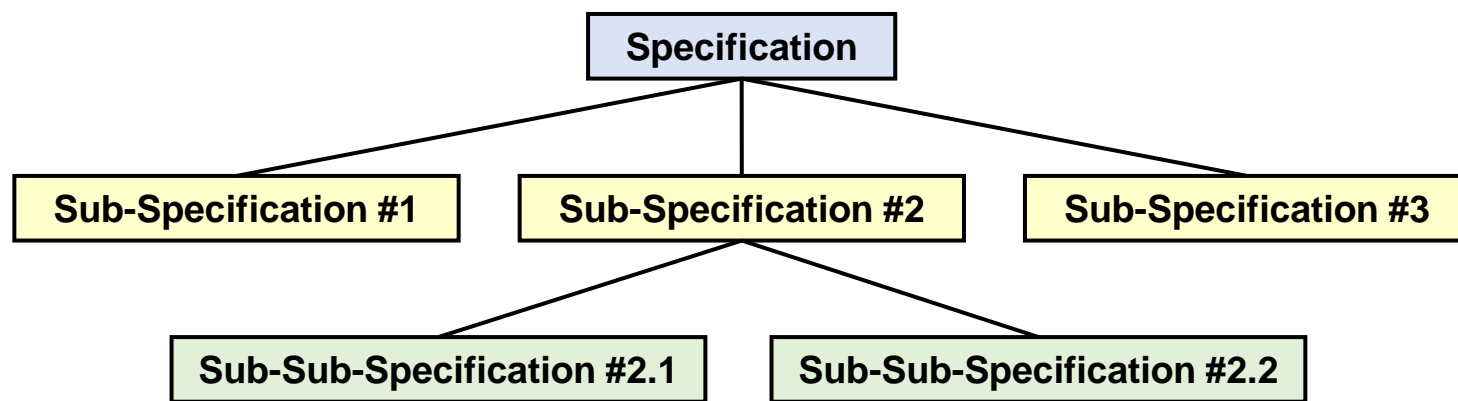 Specification
Sub-Specification #1
Sub-Specification #2
Sub-Specification #3
Sub-Sub-Specification #2.1
Sub-Sub-Specification #2.2